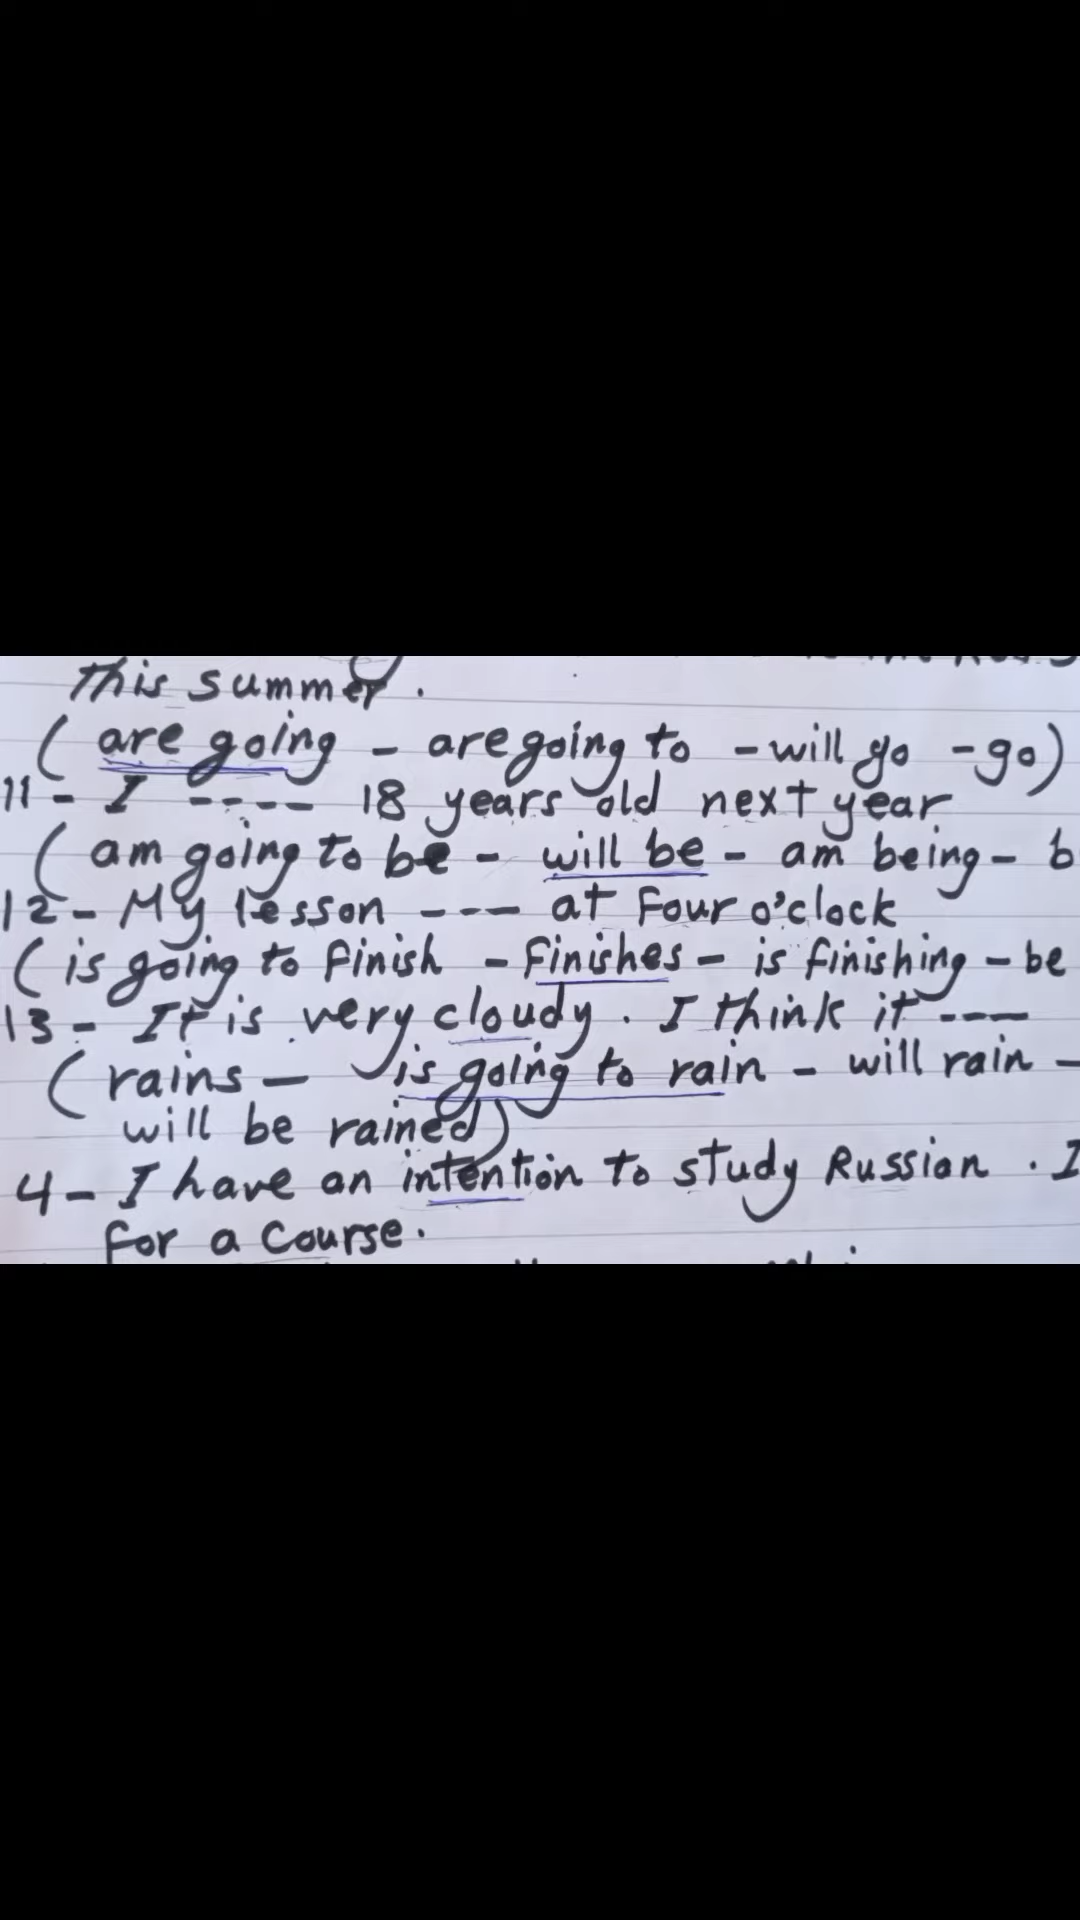 this summer.
( are going - are going to - will go - go)
11- I ---- 18 years old next year
( am going to be - will be - am being - b
12- My lesson --- at four o'clock
( is going to finish - finishes - is finishing - be
13- It is very cloudy. I think it ---
( rains - is going to rain - will rain -
will be rained)
4- I have an intention to study Russian. I
for a course.